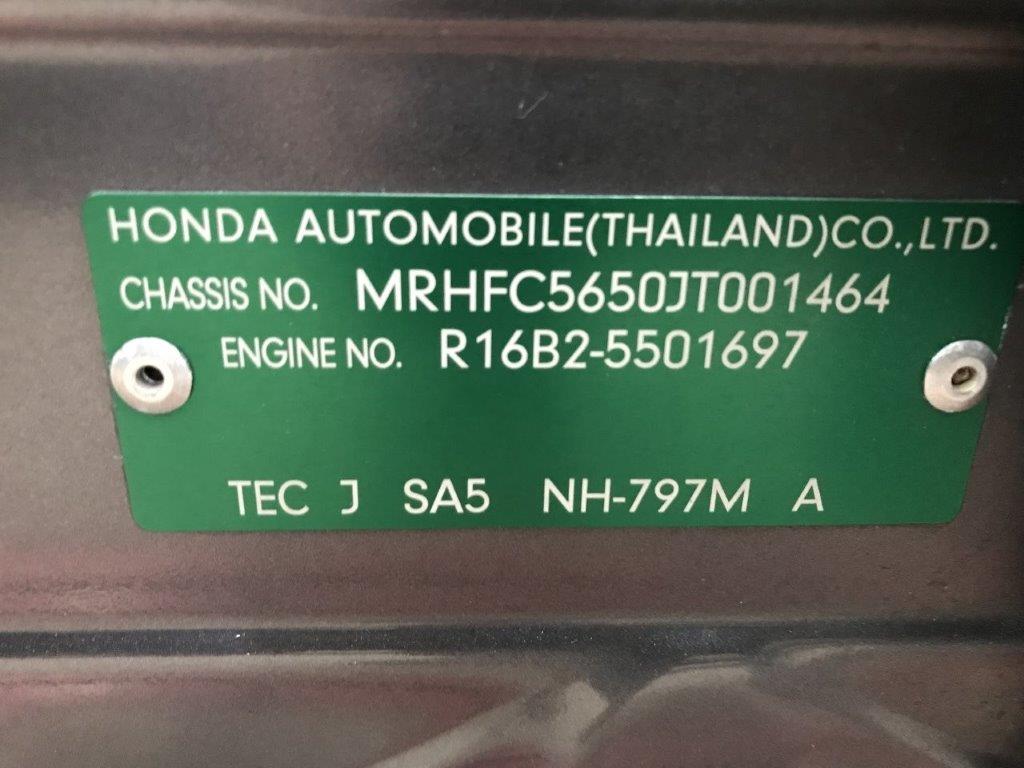 HONDA AUTOMOBILE(THAILAND)CO.,LTD.
CHASSIS NO. MRHFC5650JT001464
ENGINE NO. R16B2-5501697
TEC J SA5 NH-797M A